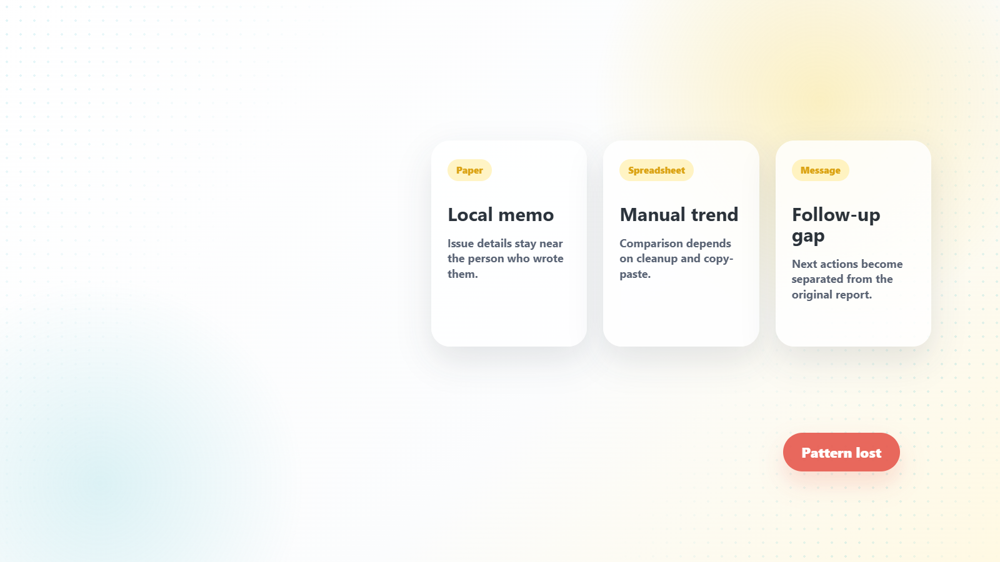 Paper
Local memo
Issue details stay near
the person who wrote
them.
Spreadsheet
Manual trend
Comparison depends
on cleanup and copy-
paste.
Message
Follow-up
gap
Next actions become
separated from the
original report.
Pattern lost